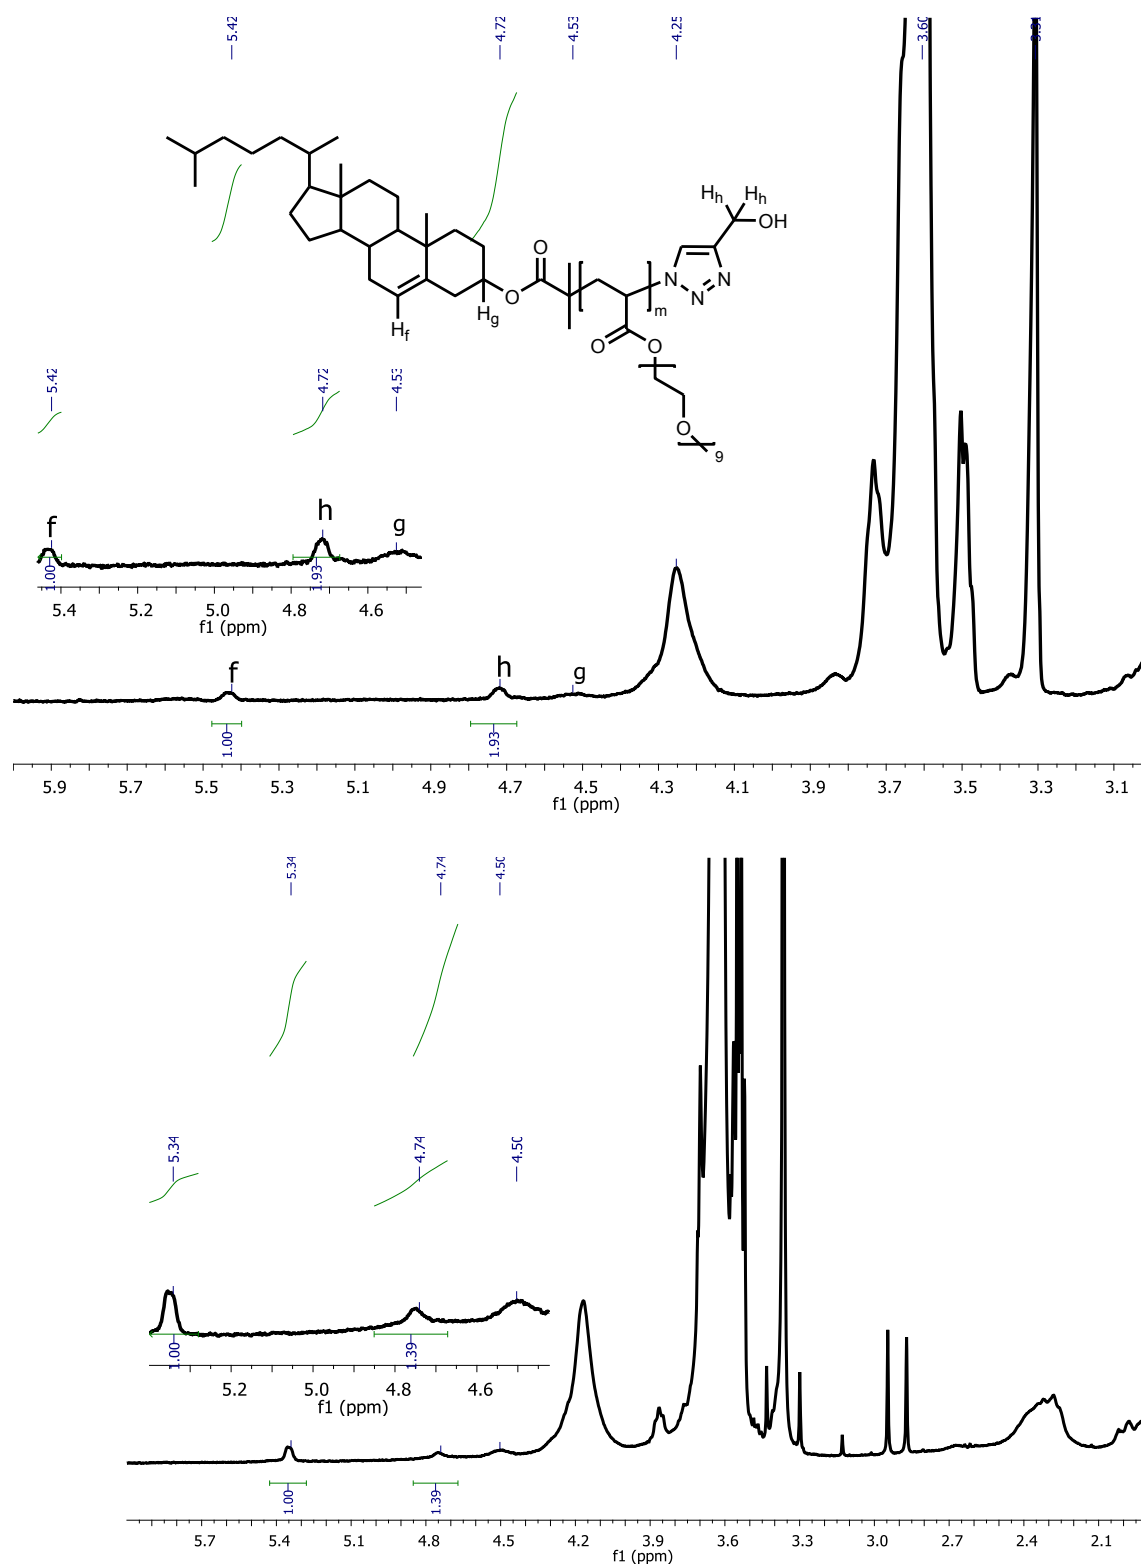 5.42 4.72 4.53 4.25 3.60 3.31
H_h H_h
OH
O
N N
N
O
H_f H_g
m
O O
O
9
5.42 4.72 4.53
f h g
1.00 1.93
5.4 5.2 5.0 4.8 4.6
f1 (ppm)
f h g
1.00 1.93
5.9 5.7 5.5 5.3 5.1 4.9 4.7 4.5 4.3 4.1 3.9 3.7 3.5 3.3 3.1
f1 (ppm)
5.34 4.74 4.50
5.34 4.74 4.50
1.00 1.39
5.2 5.0 4.8 4.6
f1 (ppm)
1.00 1.39
5.7 5.4 5.1 4.8 4.5 4.2 3.9 3.6 3.3 3.0 2.7 2.4 2.1
f1 (ppm)